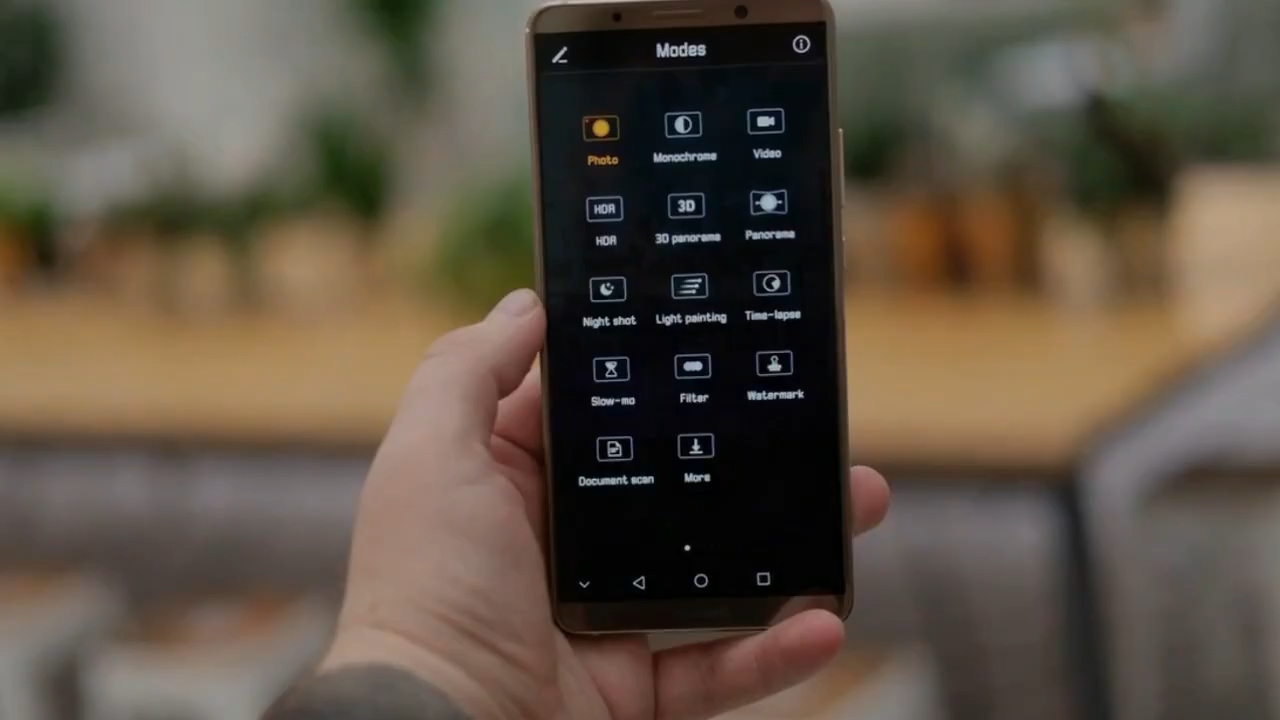 Modes
Photo
Monochrome
Video
HDR
HDR
3D
3D panorama
Panorama
Night shot
Light painting
Time-lapse
Slow-mo
Filter
Watermark
Document scan
More